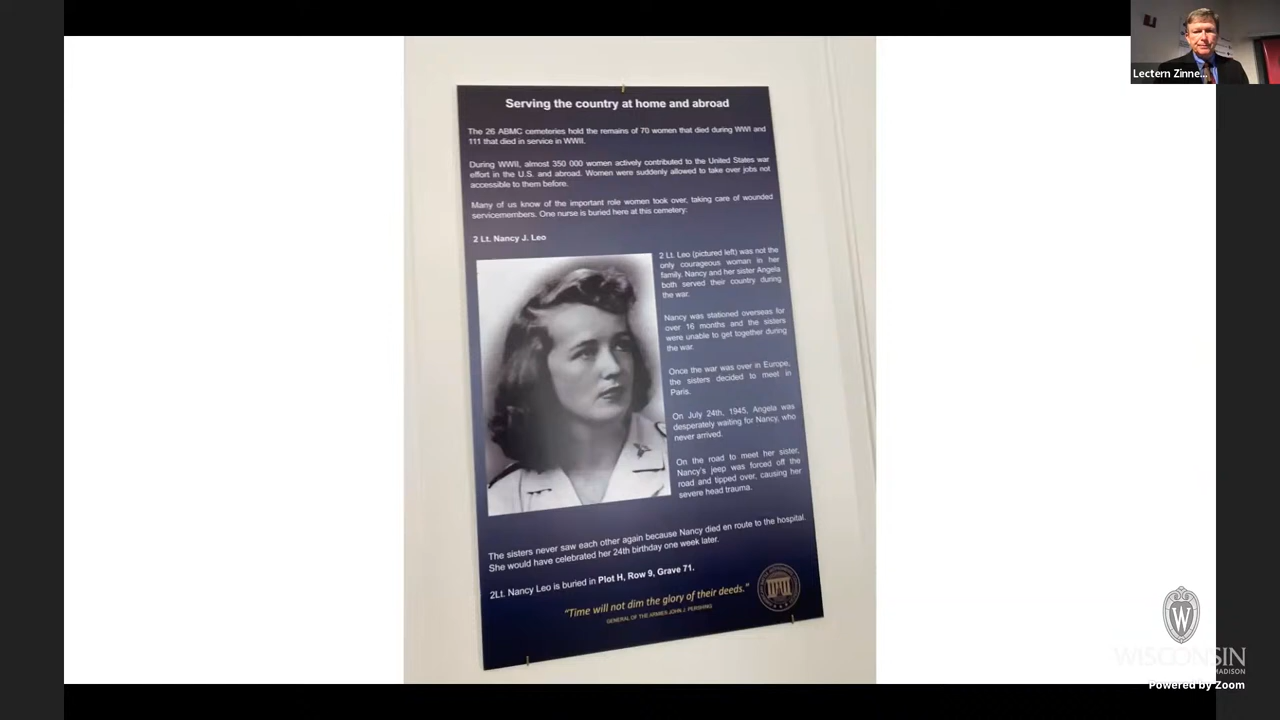 Lectern Zinne...
Serving the country at home and abroad
The 26 ABMC cemeteries hold the remains of 70 women that died during WWI and
111 that died in service in WWII.
During WWII, almost 350 000 women actively contributed to the United States war
effort in the U.S. and abroad. Women were suddenly allowed to take over jobs not
accessible to them before.
Many of us know of the important role women took over, taking care of wounded
servicemembers. One nurse is buried here at this cemetery:
2 Lt. Nancy J. Leo
2 Lt. Leo (pictured left) was not the
only courageous woman in her
family. Nancy and her sister Angela
both served their country during
the war.
Nancy was stationed overseas for
over 16 months and the sisters
were unable to get together during
the war.
Once the war was over in Europe,
the sisters decided to meet in
Paris.
On July 24th, 1945, Angela was
desperately waiting for Nancy, who
never arrived.
On the road to meet her sister,
Nancy's jeep was forced off the
road and tipped over, causing her
severe head trauma.
The sisters never saw each other again because Nancy died en route to the hospital.
She would have celebrated her 24th birthday one week later.
2Lt. Nancy Leo is buried in Plot H, Row 9, Grave 71.
"Time will not dim the glory of their deeds."
GENERAL OF THE ARMIES JOHN J. PERSHING
W
WISCONSIN
MADISON
Powered by Zoom